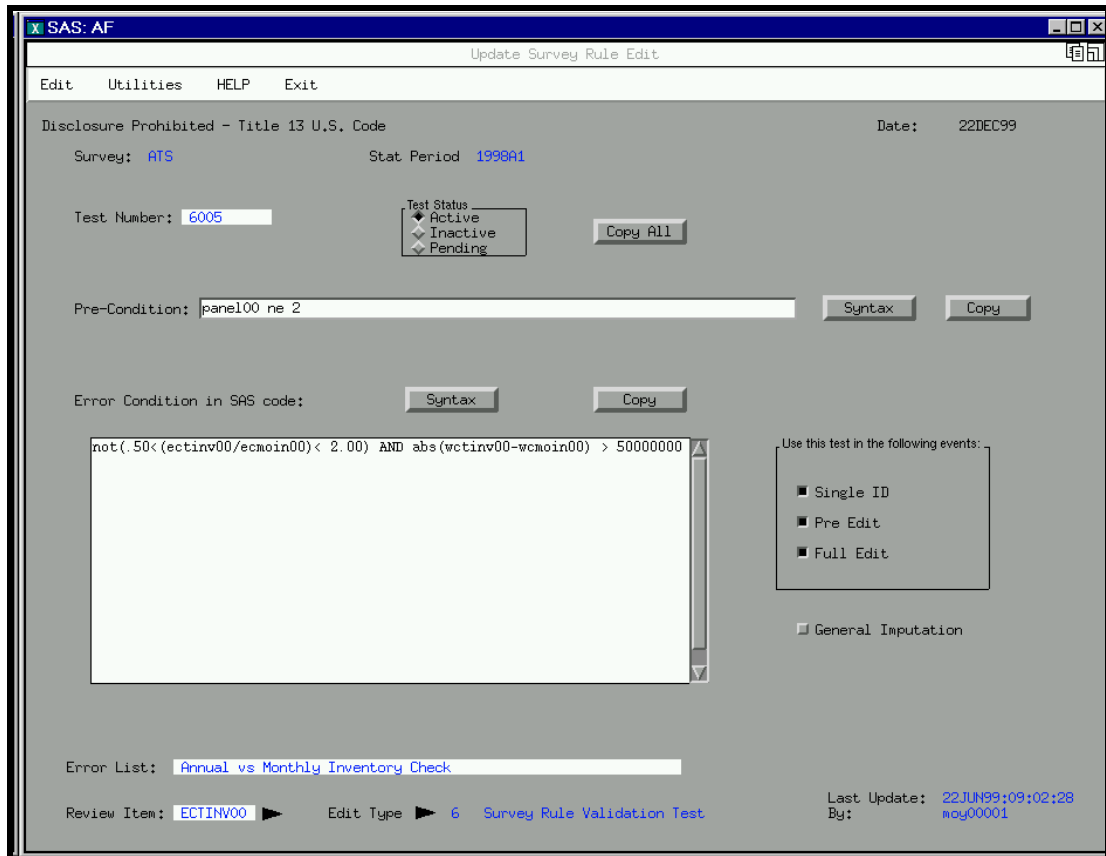 X SAS: AF
Update Survey Rule Edit
Edit Utilities HELP Exit
Disclosure Prohibited - Title 13 U.S. Code Date: 22DEC99
Survey: ATS Stat Period 1998A1
Test Number: 6005
Test Status
Active
Inactive
Pending
Copy All
Pre-Condition: panel00 ne 2 Syntax Copy
Error Condition in SAS code: Syntax Copy
not(.50<(ectinv00/ecmoin00)< 2.00) AND abs(wctinv00-wcmoin00) > 50000000
Use this test in the following events:
Single ID
Pre Edit
Full Edit
General Imputation
Error List: Annual vs Monthly Inventory Check
Review Item: ECTINV00 Edit Type 6 Survey Rule Validation Test
Last Update: 22JUN99:09:02:28
By: moy00001